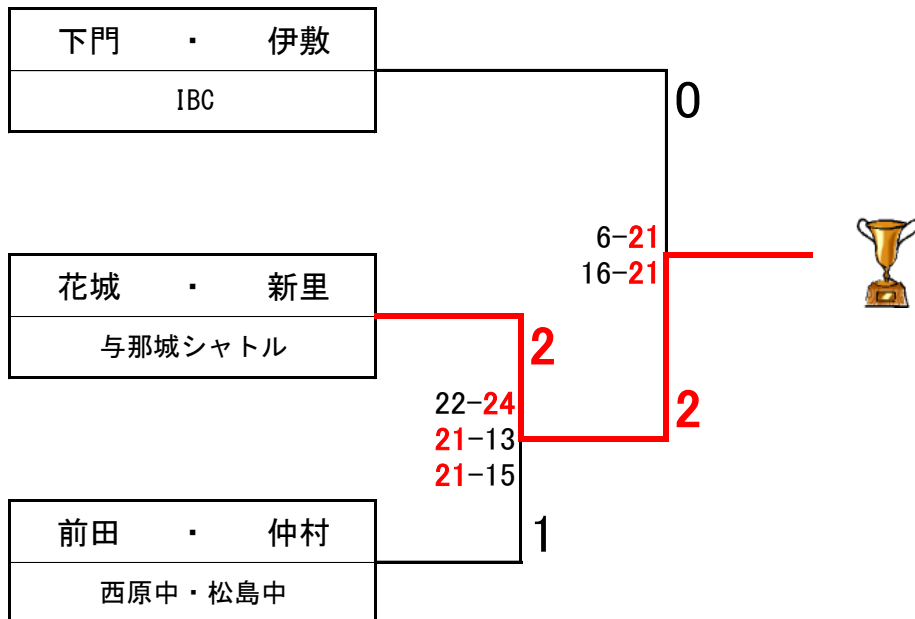 下門 ・ 伊敷
IBC
0
6-21
16-21
花城 ・ 新里
与那城シャトル
2
22-24
21-13
21-15
2
前田 ・ 仲村
西原中・松島中
1